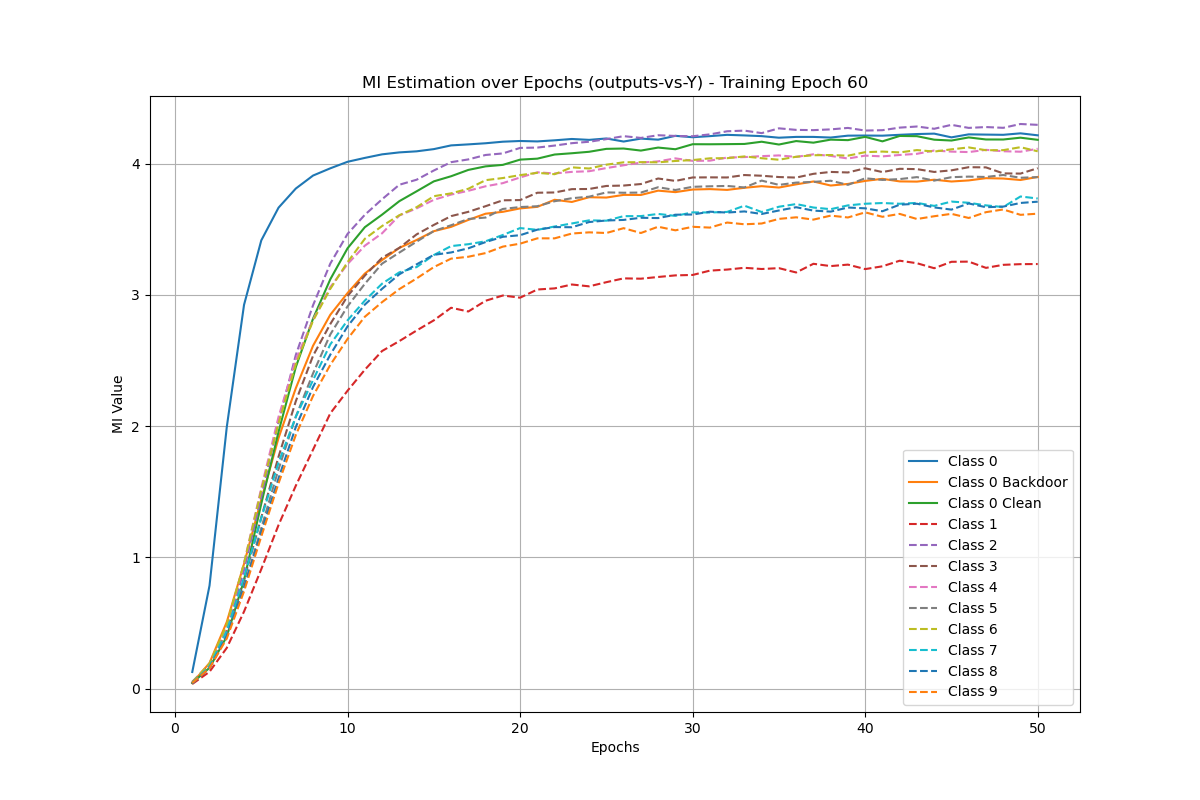 MI Estimation over Epochs (outputs-vs-Y) - Training Epoch 60
MI Value
4
3
2
1
0
0 10 20 30 40 50
Epochs
Class 0
Class 0 Backdoor
Class 0 Clean
Class 1
Class 2
Class 3
Class 4
Class 5
Class 6
Class 7
Class 8
Class 9